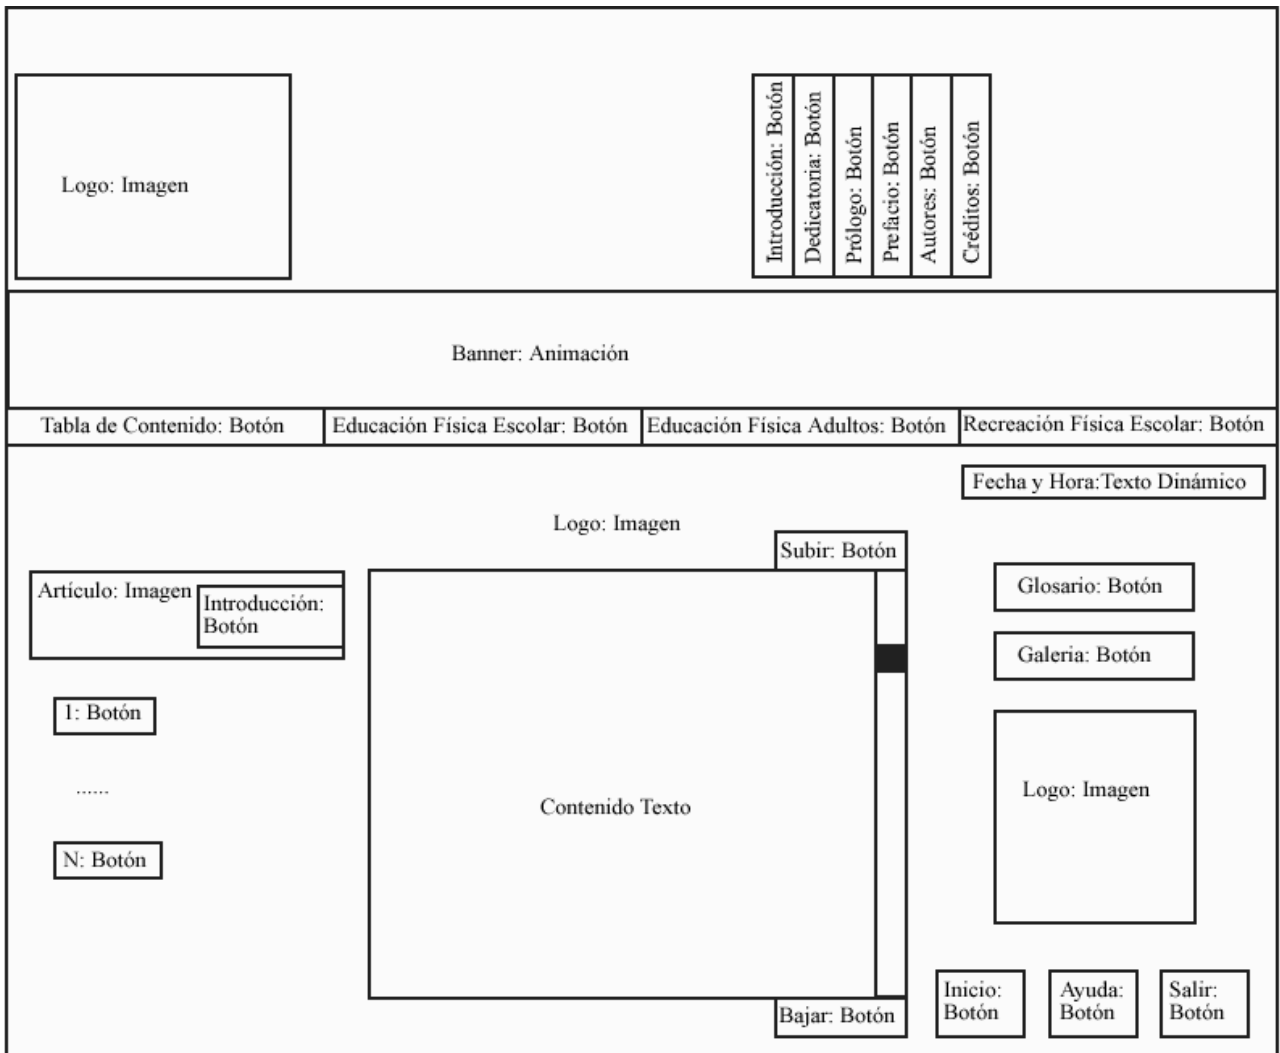 Logo: Imagen
Introducción: Botón
Dedicatoria: Botón
Prólogo: Botón
Prefacio: Botón
Autores: Botón
Créditos: Botón
Banner: Animación
Tabla de Contenido: Botón
Educación Física Escolar: Botón
Educación Física Adultos: Botón
Recreación Física Escolar: Botón
Fecha y Hora:Texto Dinámico
Logo: Imagen
Subir: Botón
Artículo: Imagen
Introducción:
Botón
1: Botón
......
N: Botón
Contenido Texto
Bajar: Botón
Glosario: Botón
Galeria: Botón
Logo: Imagen
Inicio:
Botón
Ayuda:
Botón
Salir:
Botón